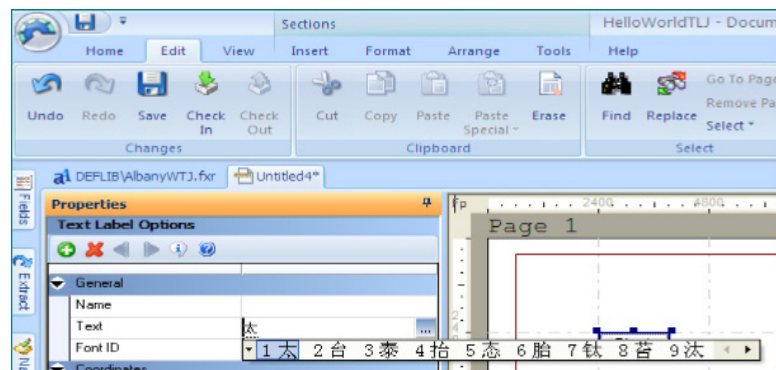 Sections
HelloWorldTLJ - Docum
Home Edit View Insert Format Arrange Tools Help
Undo Redo Save Check In Check Out Cut Copy Paste Paste Special Erase Find Replace
Go To Page
Remove Pa
Select
Changes Clipboard Select
DEFLIB\AlbanyWTJ.fxr Untitled4*
Fields
Extract
Properties
Text Label Options
General
Name
Text 太 ...
Font ID
1太 2台 3泰 4抬 5态 6胎 7钛 8苔 9汰
Coordinates
fp 2400 4800
Page 1